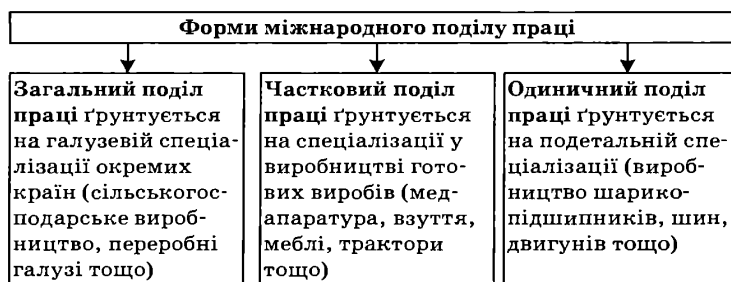 Форми міжнародного поділу праці
Загальний поділ
праці ґрунтується
на галузевій спеціа-
лізації окремих
країн (сільськогос-
подарське вироб-
ництво, переробні
галузі тощо)
Частковий поділ
праці ґрунтується
на спеціалізації у
виробництві гото-
вих виробів (мед-
апаратура, взуття,
меблі, трактори
тощо)
Одиничний поділ
праці ґрунтується
на подетальній спе-
ціалізації (вироб-
ництво шарико-
підшипників, шин,
двигунів тощо)